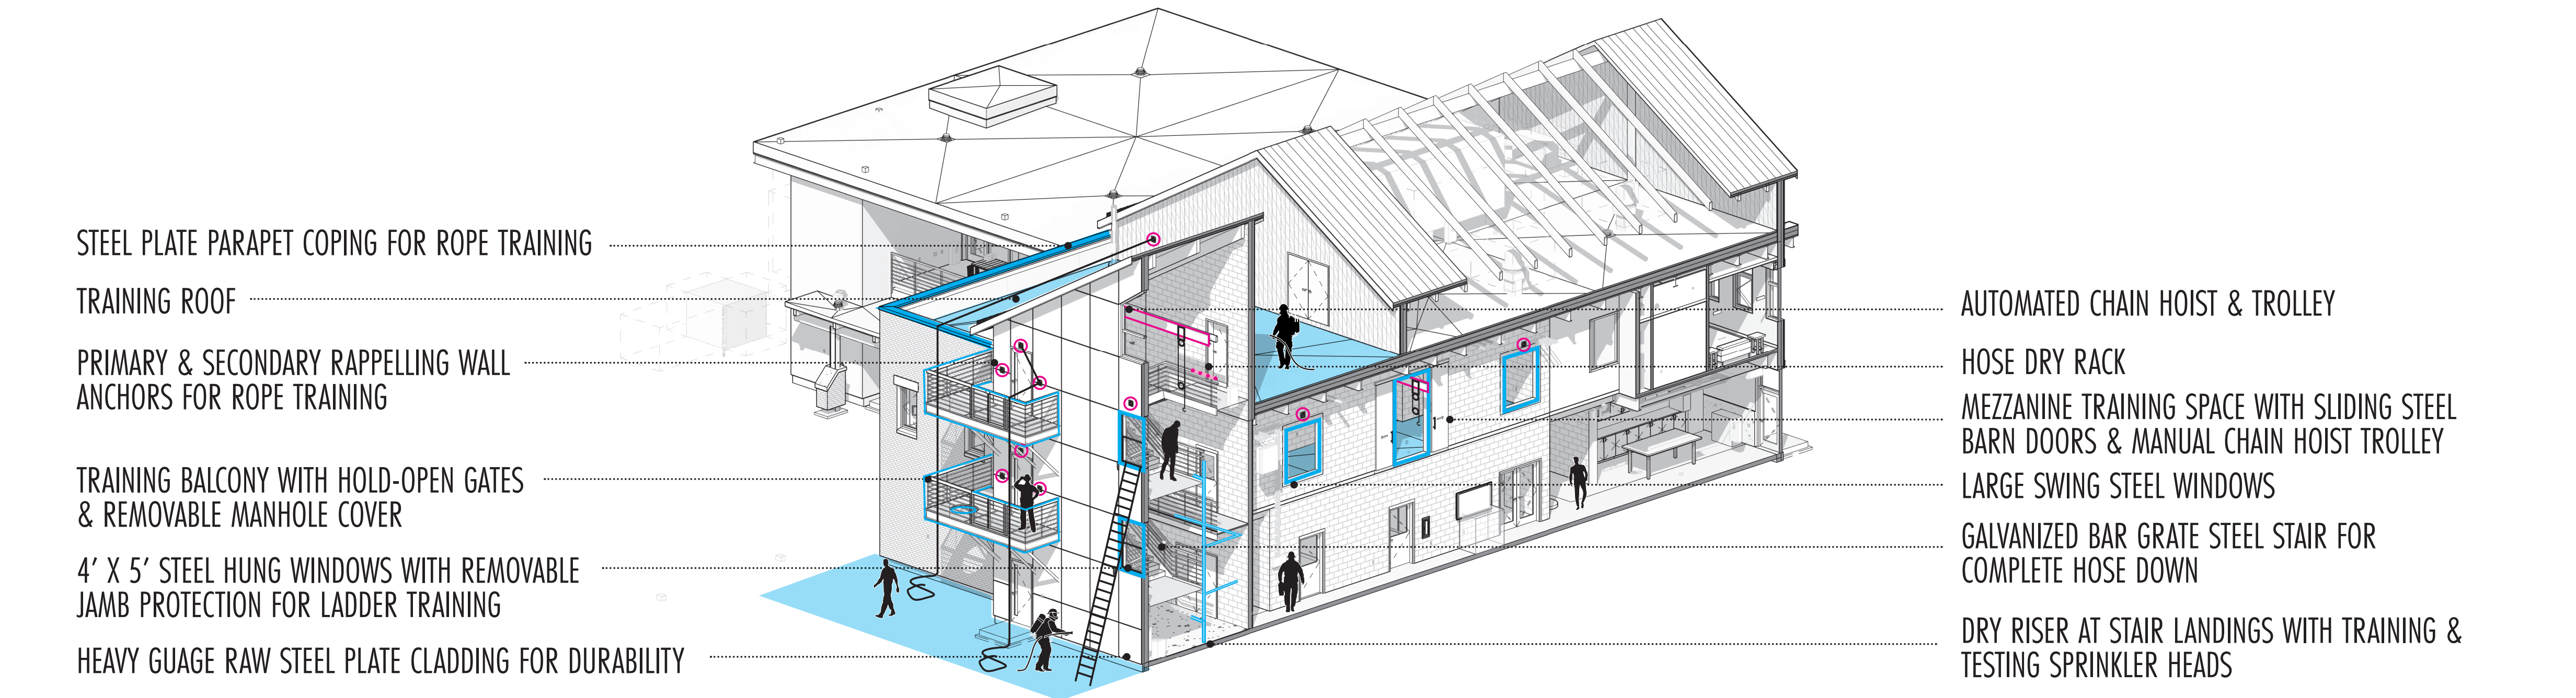 STEEL PLATE PARAPET COPING FOR ROPE TRAINING
TRAINING ROOF
PRIMARY & SECONDARY RAPPELLING WALL
ANCHORS FOR ROPE TRAINING
TRAINING BALCONY WITH HOLD-OPEN GATES
& REMOVABLE MANHOLE COVER
4′ X 5′ STEEL HUNG WINDOWS WITH REMOVABLE
JAMB PROTECTION FOR LADDER TRAINING
HEAVY GUAGE RAW STEEL PLATE CLADDING FOR DURABILITY
AUTOMATED CHAIN HOIST & TROLLEY
HOSE DRY RACK
MEZZANINE TRAINING SPACE WITH SLIDING STEEL
BARN DOORS & MANUAL CHAIN HOIST TROLLEY
LARGE SWING STEEL WINDOWS
GALVANIZED BAR GRATE STEEL STAIR FOR
COMPLETE HOSE DOWN
DRY RISER AT STAIR LANDINGS WITH TRAINING &
TESTING SPRINKLER HEADS